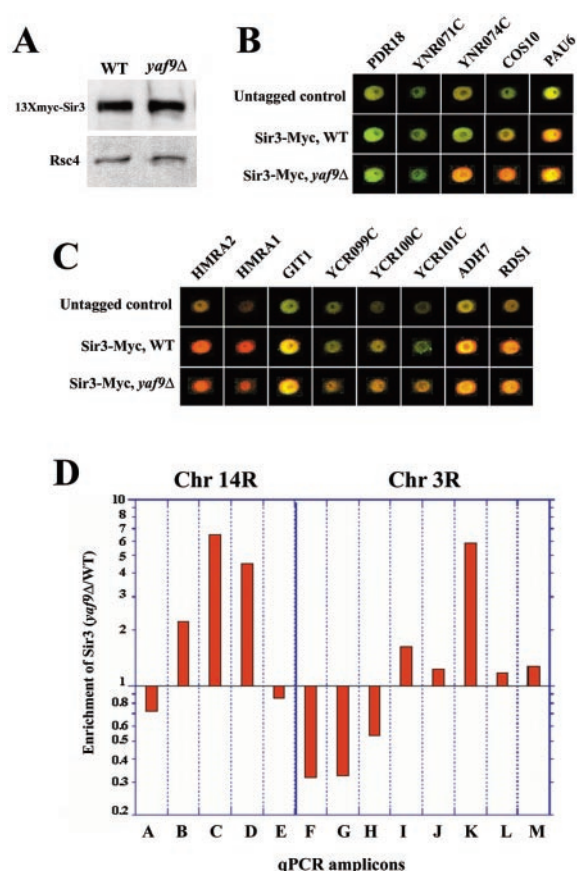 A
WT yaf9Δ
13Xmyc-Sir3
Rsc4
B
PDR18 YNR071C YNR074C COS10 PAU6
Untagged control
Sir3-Myc, WT
Sir3-Myc, yaf9Δ
C
HMRA2 HMRA1 GIT1 YCR099C YCR100C YCR101C ADH7 RDS1
Untagged control
Sir3-Myc, WT
Sir3-Myc, yaf9Δ
D
Chr 14R Chr 3R
Enrichment of Sir3 (yaf9Δ/WT)
10
8
7
6
5
4
3
2
1
0.8
0.6
0.5
0.4
0.3
0.2
A B C D E F G H I J K L M
qPCR amplicons